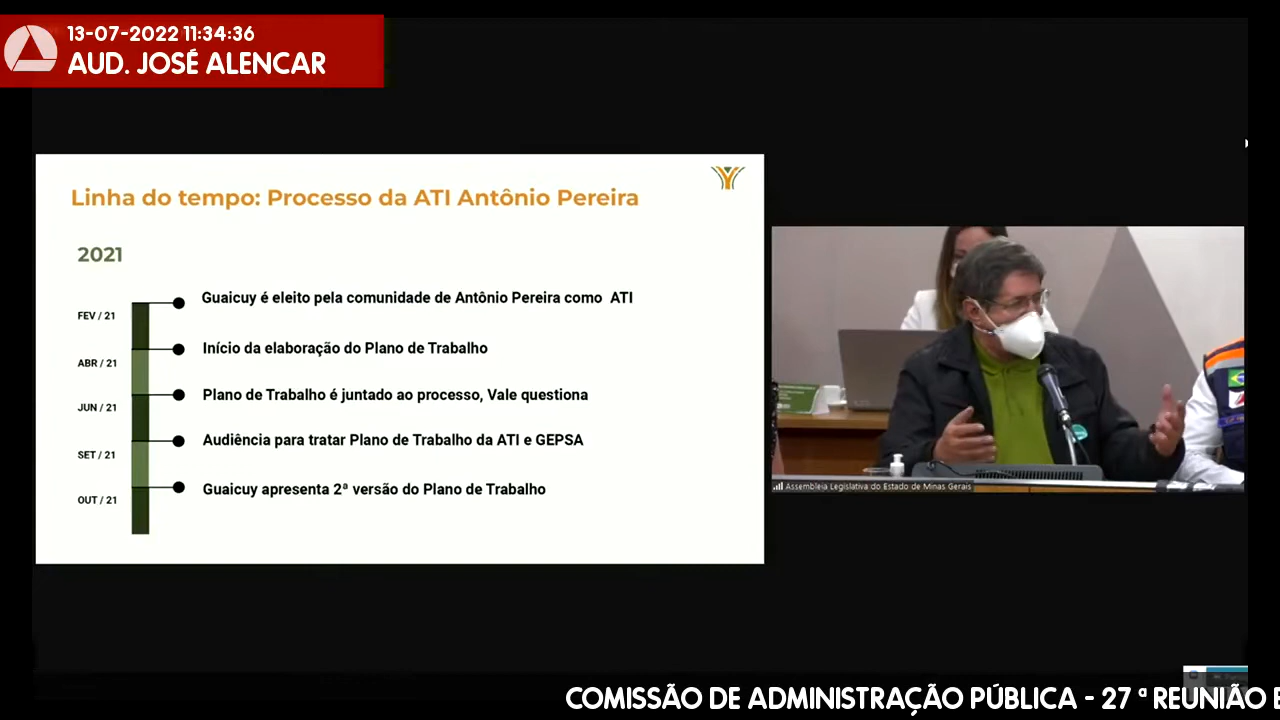 13-07-2022 11:34:36
AUD. JOSÉ ALENCAR
Linha do tempo: Processo da ATI Antônio Pereira
2021
FEV / 21
Guaicuy é eleito pela comunidade de Antônio Pereira como ATI
ABR / 21
Início da elaboração do Plano de Trabalho
JUN / 21
Plano de Trabalho é juntado ao processo, Vale questiona
SET / 21
Audiência para tratar Plano de Trabalho da ATI e GEPSA
OUT / 21
Guaicuy apresenta 2ª versão do Plano de Trabalho
Assembleia Legislativa do Estado de Minas Gerais
COMISSÃO DE ADMINISTRAÇÃO PÚBLICA - 27 ª REUNIÃO E